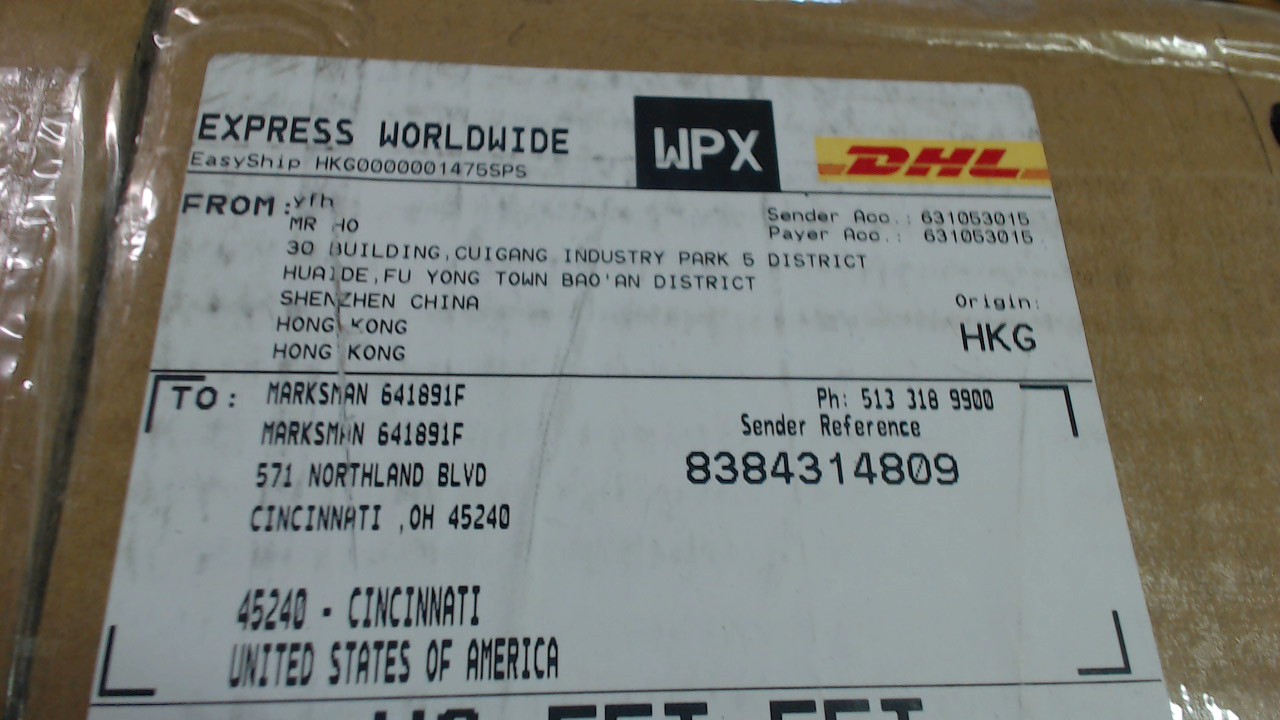 EXPRESS WORLDWIDE
WPX
DHL
EasyShip HKG0000001475SPS
FROM: yfh
MR HO
30 BUILDING,CUIGANG INDUSTRY PARK 5 DISTRICT
HUAIDE,FU YONG TOWN BAO'AN DISTRICT
SHENZHEN CHINA
HONG KONG
HONG KONG
Sender Acc.: 631053015
Payer Acc.: 631053015
Origin:
HKG
TO: MARKSMAN 641891F
MARKSMAN 641891F
571 NORTHLAND BLVD
CINCINNATI ,OH 45240
45240 - CINCINNATI
UNITED STATES OF AMERICA
Ph: 513 318 9900
Sender Reference
8384314809